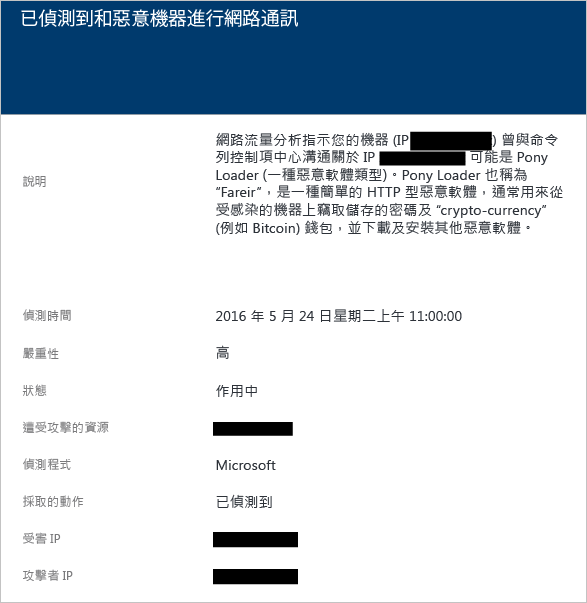 已偵測到和惡意機器進行網路通訊
說明
網路流量分析指示您的機器 (IP ) 曾與命令
列控制項中心溝通關於 IP 可能是 Pony
Loader (一種惡意軟體類型)。Pony Loader 也稱為
“Fareir”，是一種簡單的 HTTP 型惡意軟體，通常用來從
受感染的機器上竊取儲存的密碼及 “crypto-currency”
(例如 Bitcoin) 錢包，並下載及安裝其他惡意軟體。
偵測時間 2016 年 5 月 24 日星期二上午 11:00:00
嚴重性 高
狀態 作用中
遭受攻擊的資源
偵測程式 Microsoft
採取的動作 已偵測到
受害 IP
攻擊者 IP